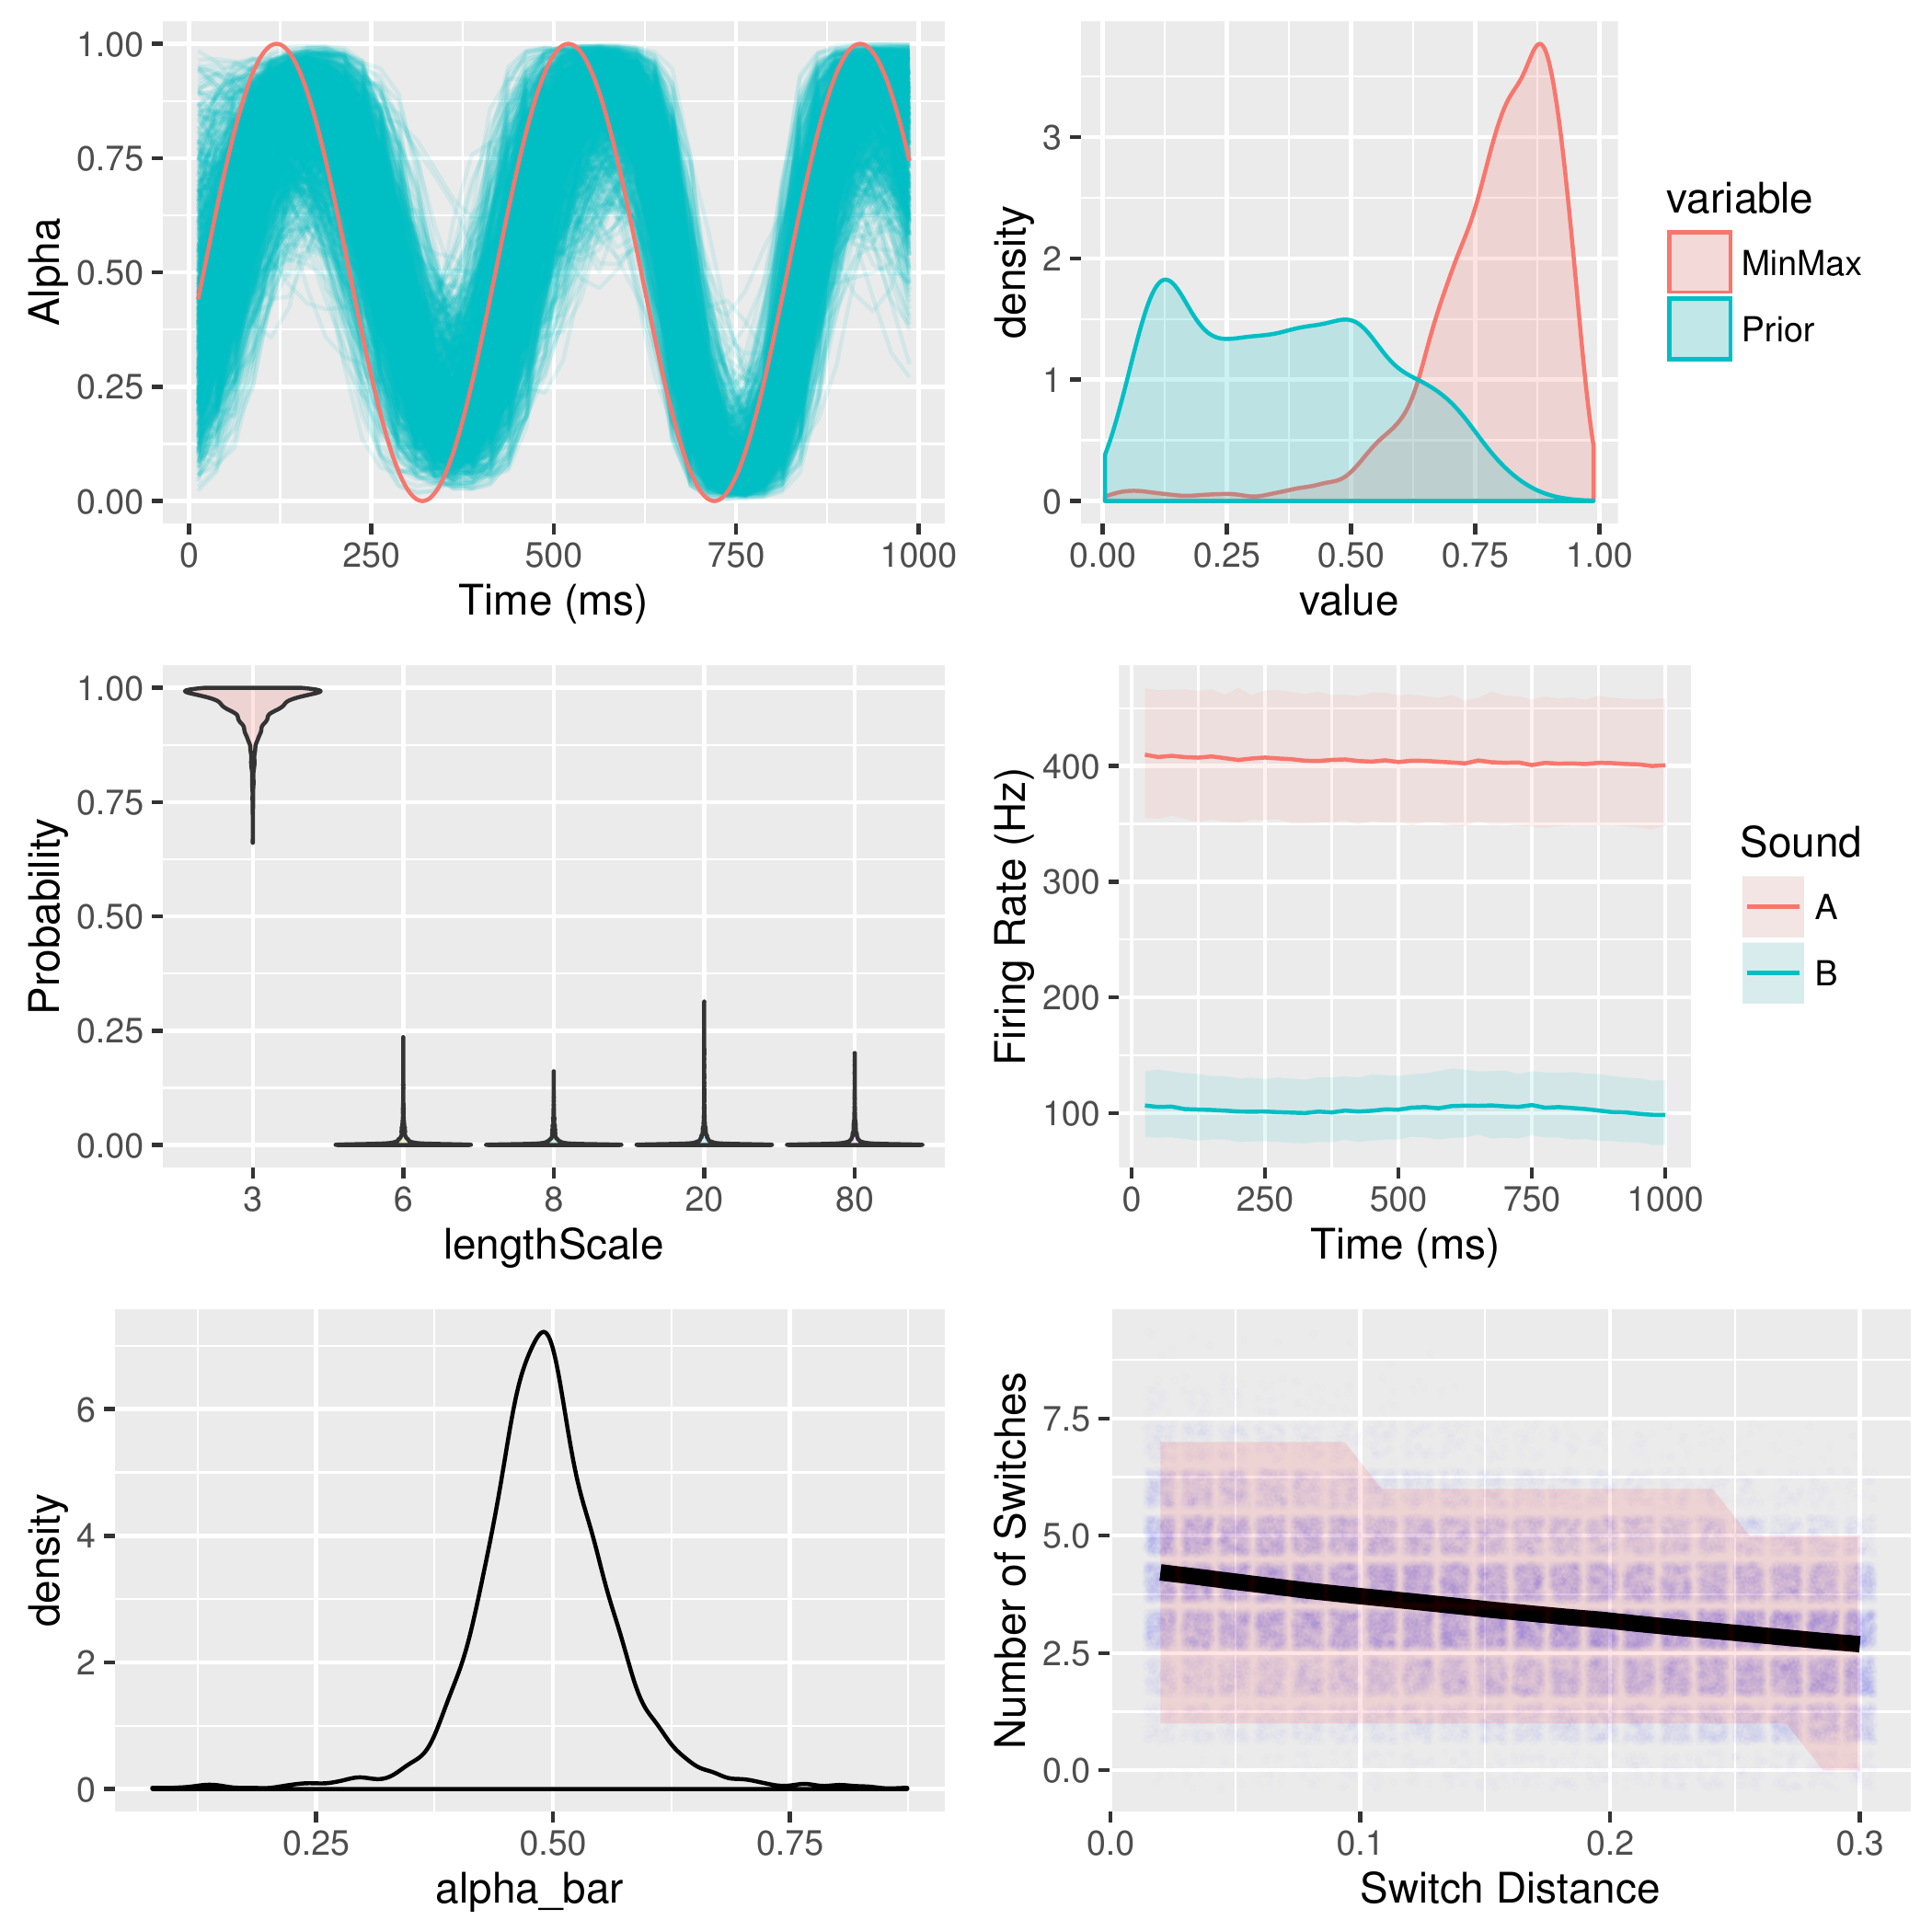 Alpha
1.00
0.75
0.50
0.25
0.00
0 250 500 750 1000
Time (ms)
density
3
2
1
0
0.00 0.25 0.50 0.75 1.00
value
variable
MinMax
Prior
Probability
1.00
0.75
0.50
0.25
0.00
3 6 8 20 80
lengthScale
Firing Rate (Hz)
400
300
200
100
0 250 500 750 1000
Time (ms)
Sound
A
B
density
6
4
2
0
0.25 0.50 0.75
alpha_bar
Number of Switches
7.5
5.0
2.5
0.0
0.0 0.1 0.2 0.3
Switch Distance